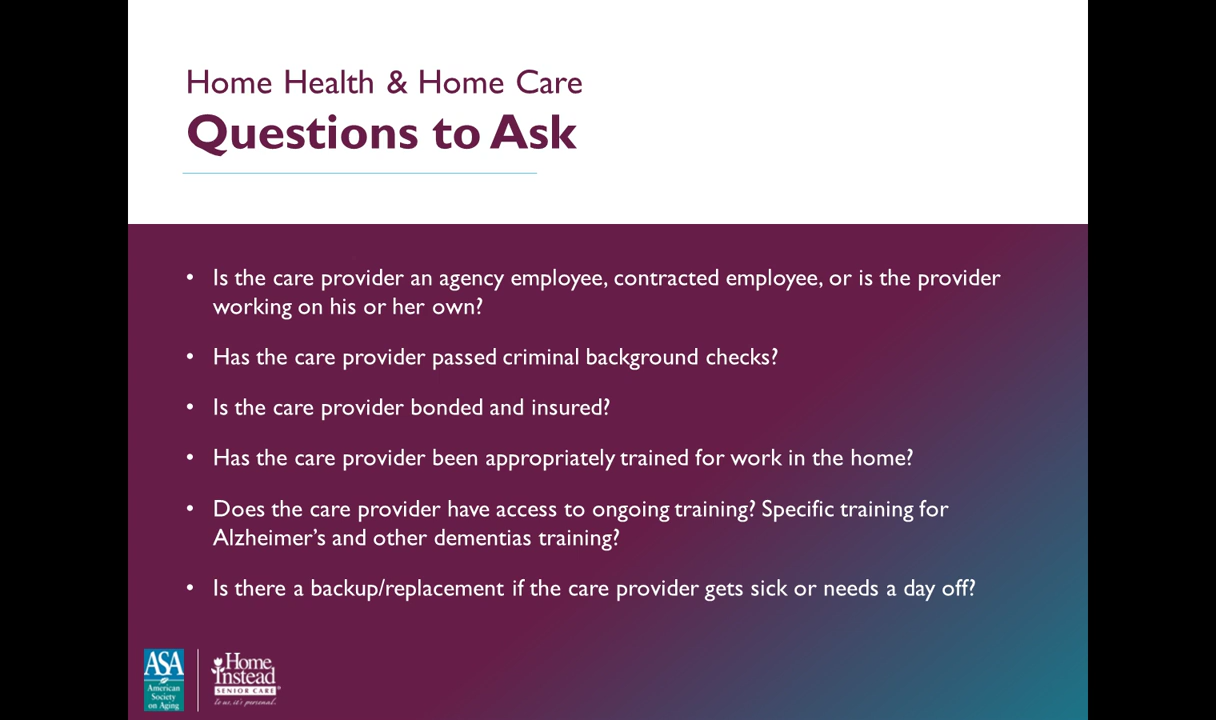 Home Health & Home Care
Questions to Ask
• Is the care provider an agency employee, contracted employee, or is the provider
working on his or her own?
• Has the care provider passed criminal background checks?
• Is the care provider bonded and insured?
• Has the care provider been appropriately trained for work in the home?
• Does the care provider have access to ongoing training? Specific training for
Alzheimer's and other dementias training?
• Is there a backup/replacement if the care provider gets sick or needs a day off?
ASA
American
Society
on Aging
Home
Instead
SENIOR CARE®
to us, it's personal.